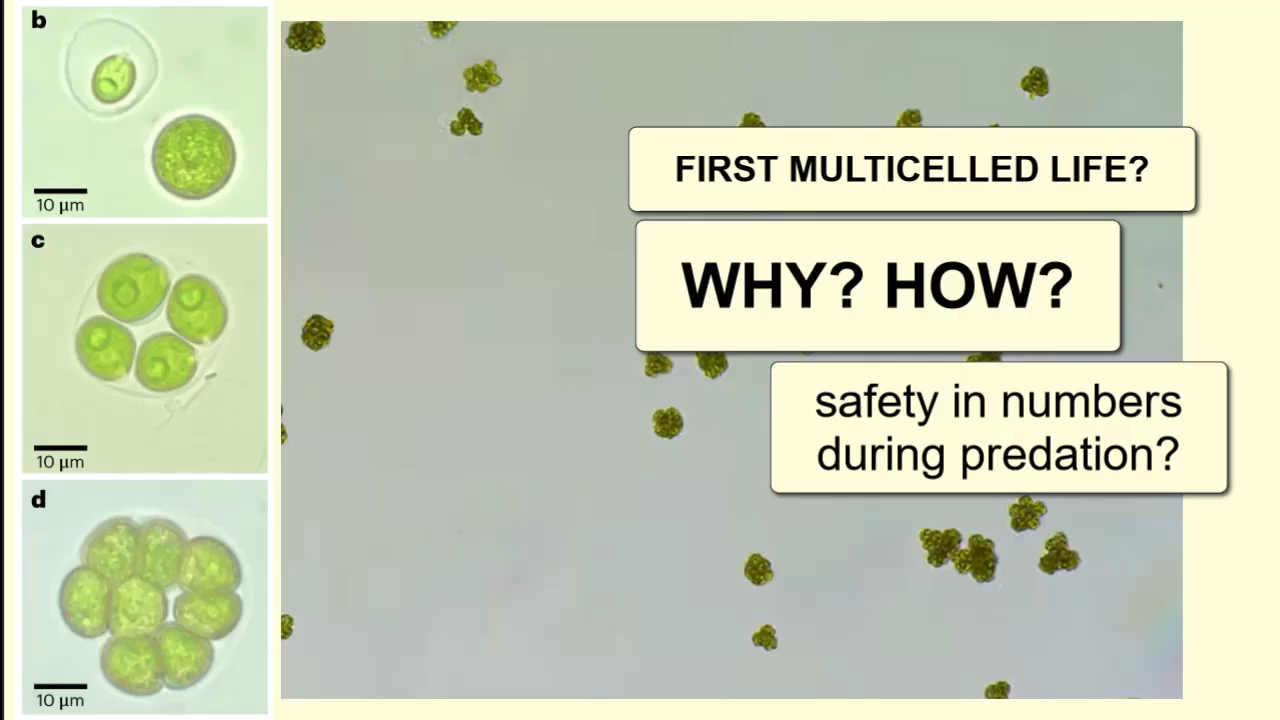 b
10 µm
c
10 µm
d
10 µm
FIRST MULTICELLED LIFE?
WHY? HOW?
safety in numbers
during predation?